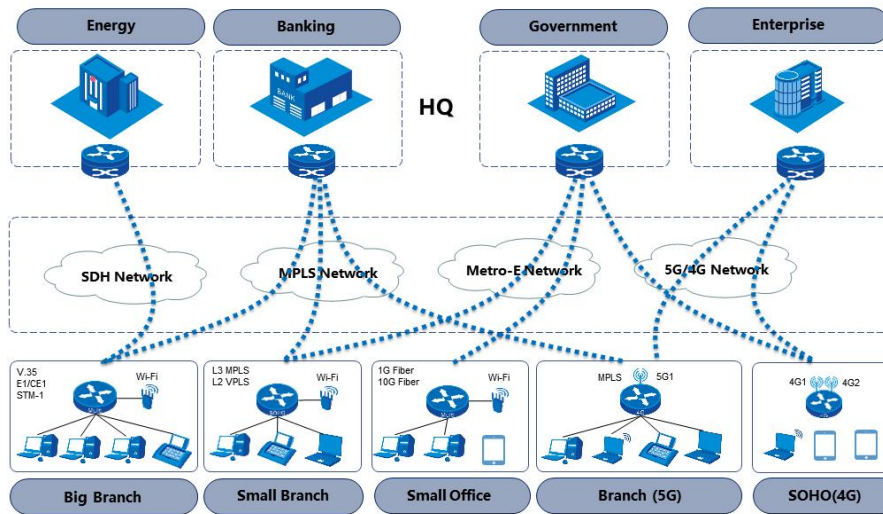 Energy
Banking
Government
Enterprise
BANK
HQ
SDH Network
MPLS Network
Metro-E Network
5G/4G Network
V.35
E1/CE1
STM-1
Wi-Fi
L3 MPLS
L2 VPLS
Wi-Fi
1G Fiber
10G Fiber
Wi-Fi
MPLS
5G1
4G
4G1
4G2
Big Branch
Small Branch
Small Office
Branch (5G)
SOHO(4G)